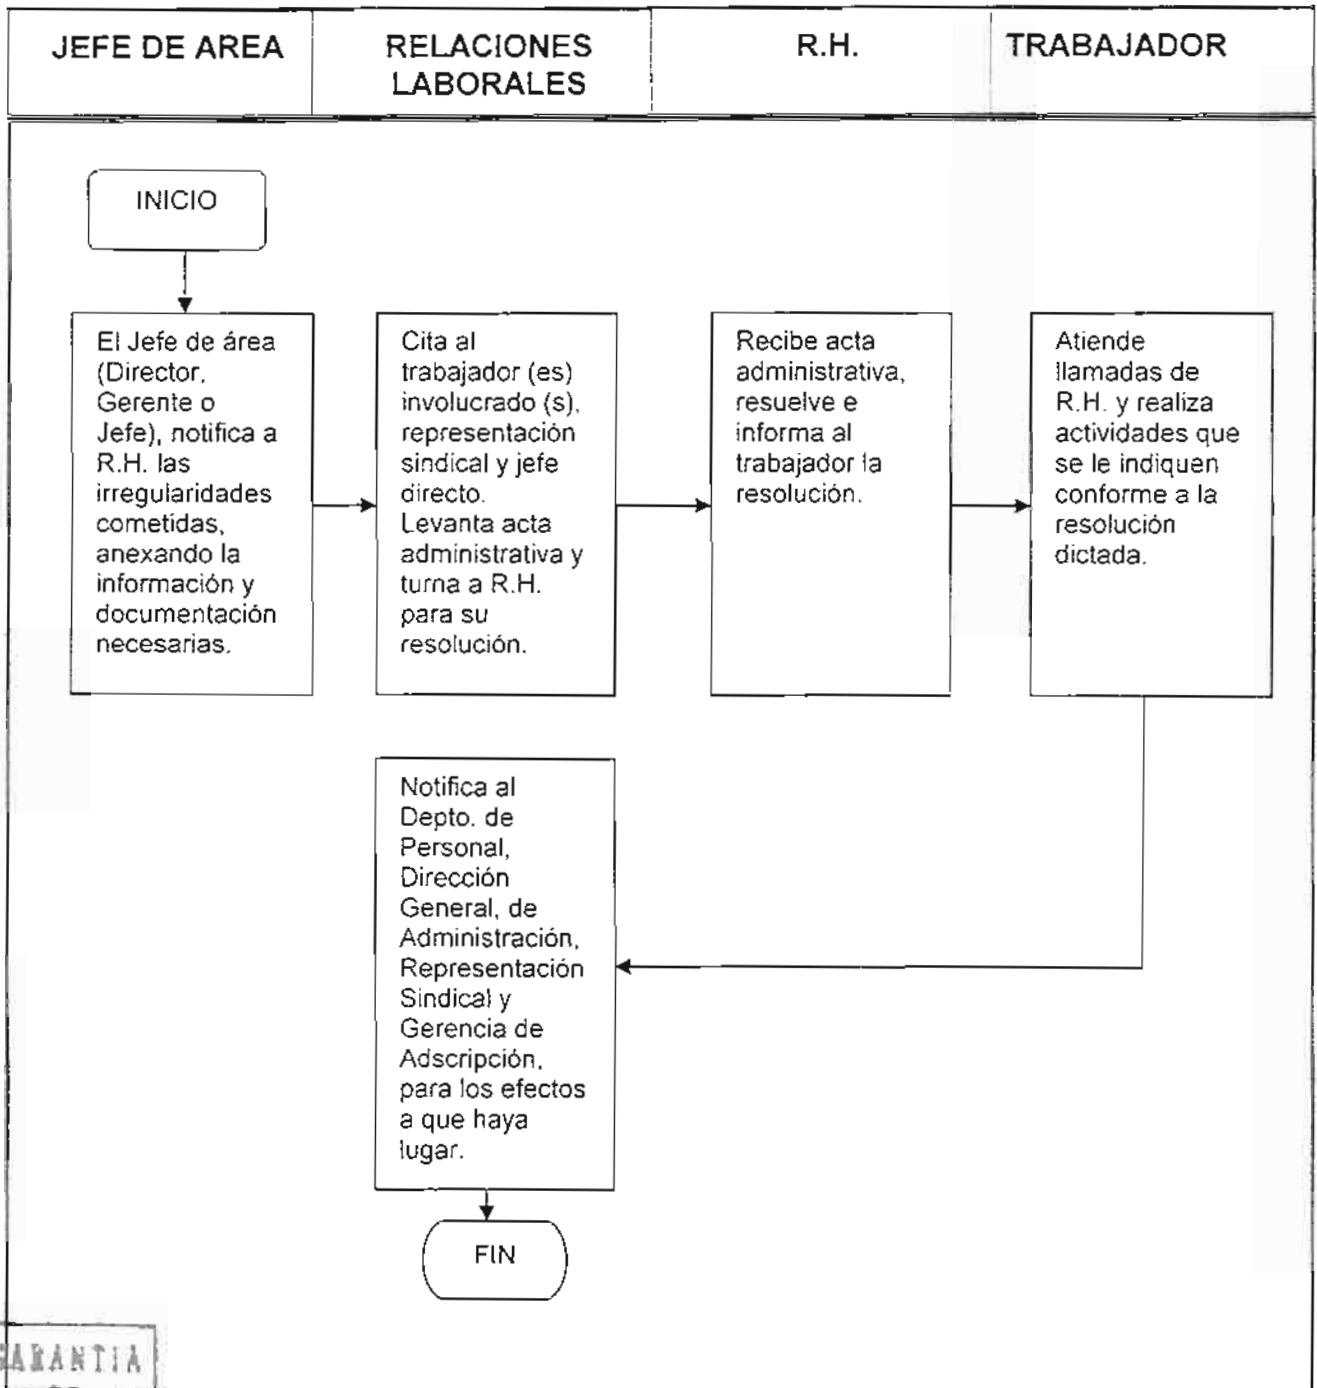 JEFE DE AREA
RELACIONES
LABORALES
R.H.
TRABAJADOR
INICIO
El Jefe de área
(Director,
Gerente o
Jefe), notifica a
R.H. las
irregularidades
cometidas,
anexando la
información y
documentación
necesarias.
Cita al
trabajador (es)
involucrado (s),
representación
sindical y jefe
directo.
Levanta acta
administrativa y
turna a R.H.
para su
resolución.
Recibe acta
administrativa,
resuelve e
informa al
trabajador la
resolución.
Atiende
llamadas de
R.H. y realiza
actividades que
se le indiquen
conforme a la
resolución
dictada.
Notifica al
Depto. de
Personal,
Dirección
General, de
Administración,
Representación
Sindical y
Gerencia de
Adscripción,
para los efectos
a que haya
lugar.
FIN
GARANTIA